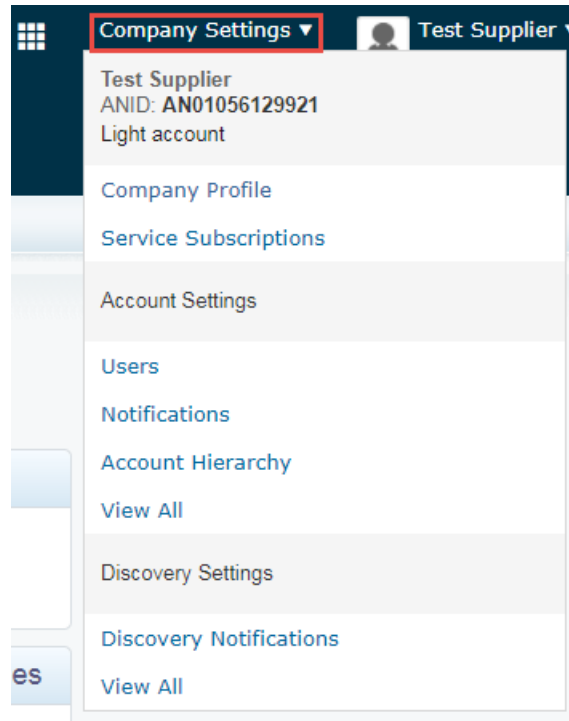 Company Settings ▼
Test Supplier
Test Supplier
ANID: AN01056129921
Light account
Company Profile
Service Subscriptions
Account Settings
Users
Notifications
Account Hierarchy
View All
Discovery Settings
Discovery Notifications
es
View All